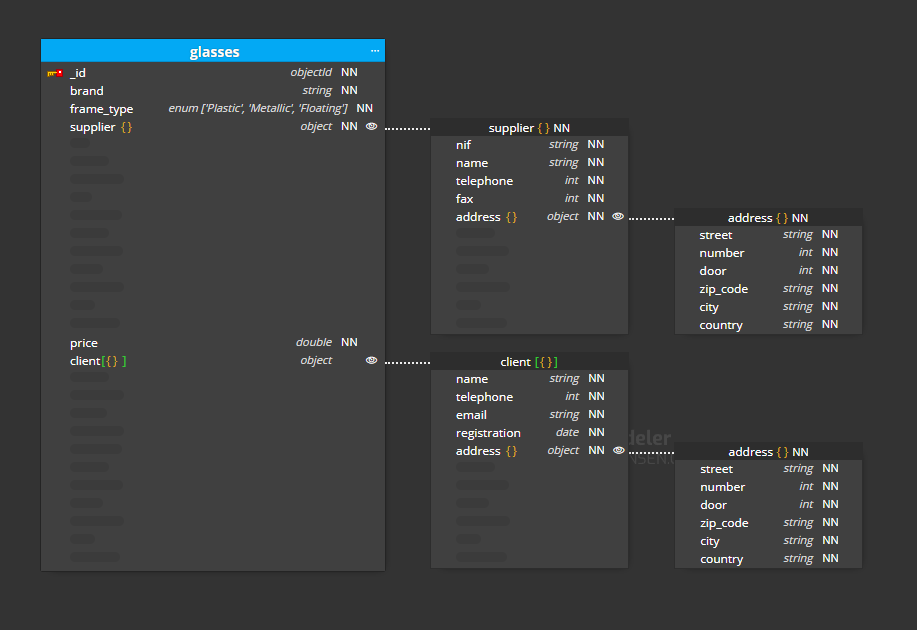 glasses ...
_id objectId NN
brand string NN
frame_type enum ['Plastic', 'Metallic', 'Floating'] NN
supplier {} object NN
price double NN
client[{} ] object
supplier {} NN
nif string NN
name string NN
telephone int NN
fax int NN
address {} object NN
address {} NN
street string NN
number int NN
door int NN
zip_code string NN
city string NN
country string NN
client [{}]
name string NN
telephone int NN
email string NN
registration date NN
address {} object NN
address {} NN
street string NN
number int NN
door int NN
zip_code string NN
city string NN
country string NN